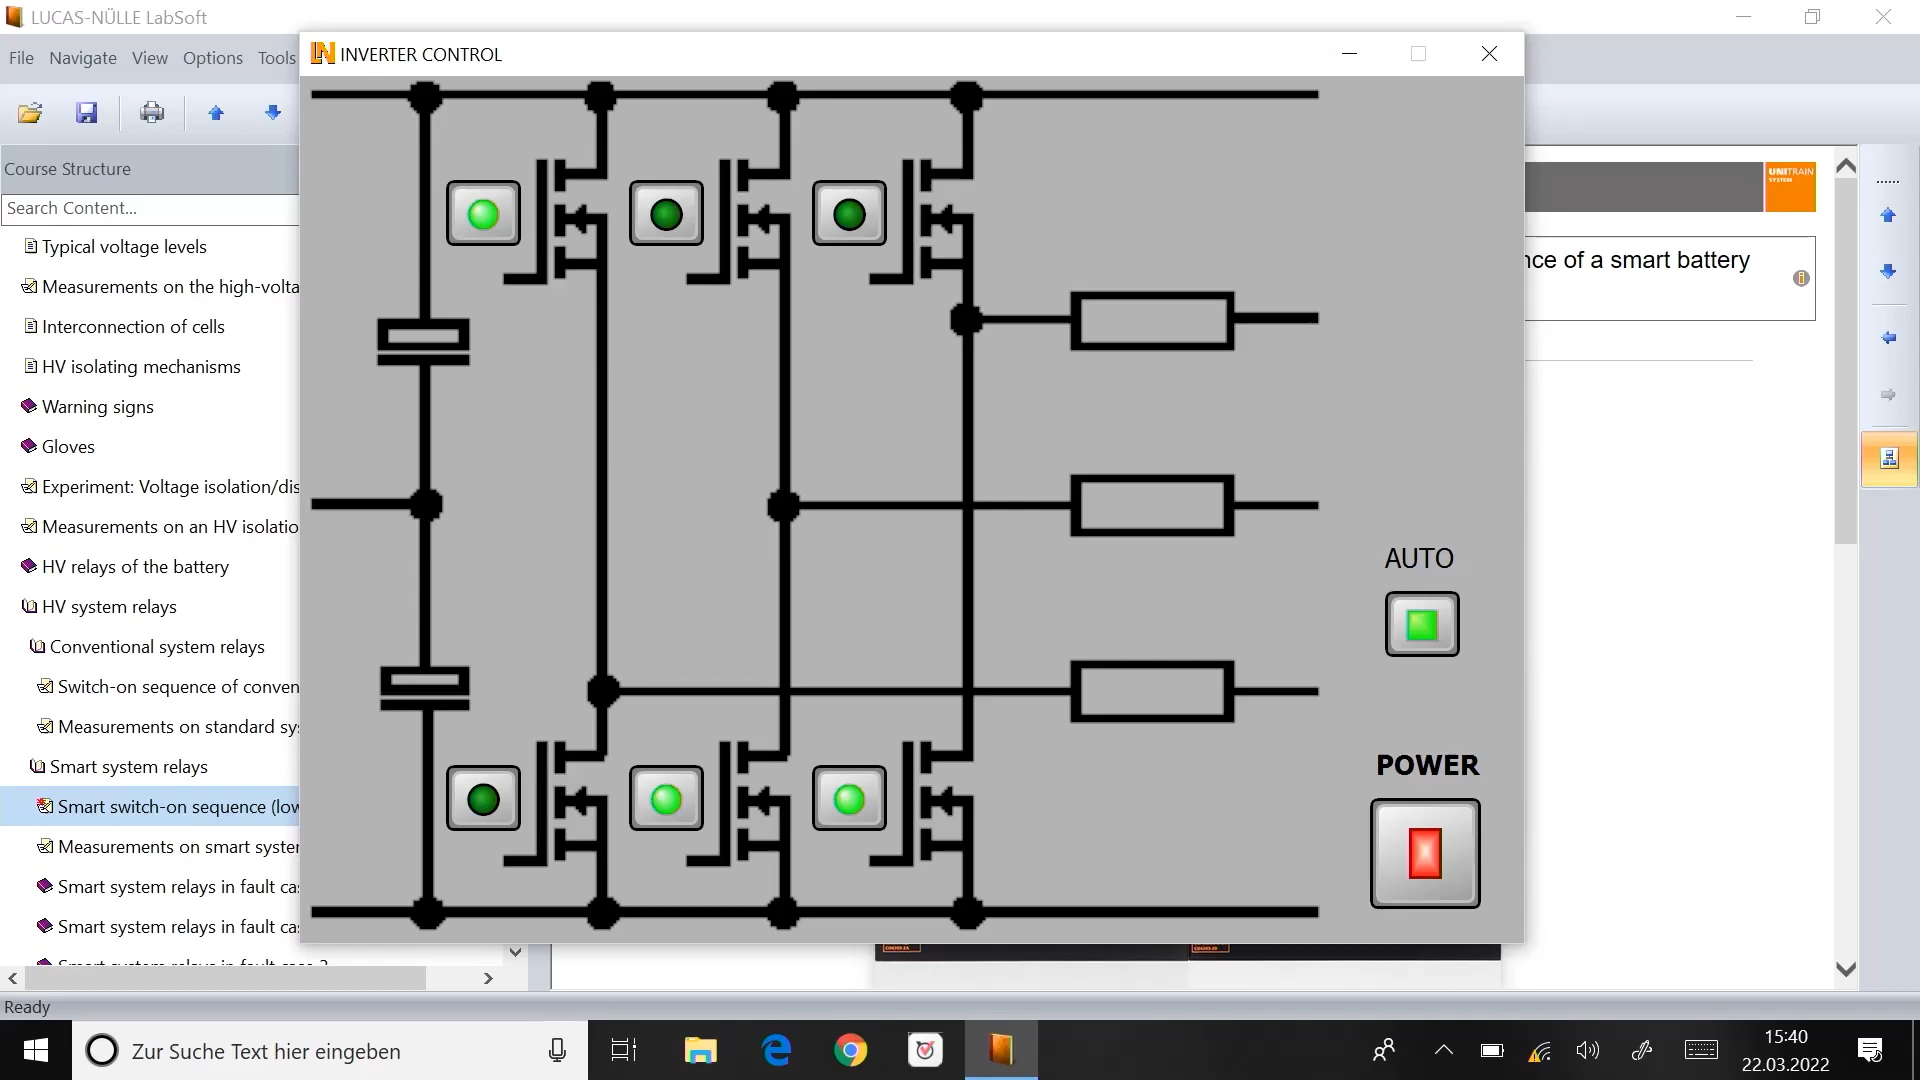 LUCAS-NÜLLE LabSoft
File Navigate View Options Tools
LN INVERTER CONTROL
Course Structure
Search Content...
Typical voltage levels
Measurements on the high-volta
Interconnection of cells
HV isolating mechanisms
Warning signs
Gloves
Experiment: Voltage isolation/dis
Measurements on an HV isolatio
HV relays of the battery
HV system relays
Conventional system relays
Switch-on sequence of conven
Measurements on standard sy
Smart system relays
Smart switch-on sequence (low
Measurements on smart system
Smart system relays in fault ca
Smart system relays in fault ca
UNITRAIN
SYSTEM
nce of a smart battery
AUTO
POWER
Ready
Zur Suche Text hier eingeben
15:40
22.03.2022